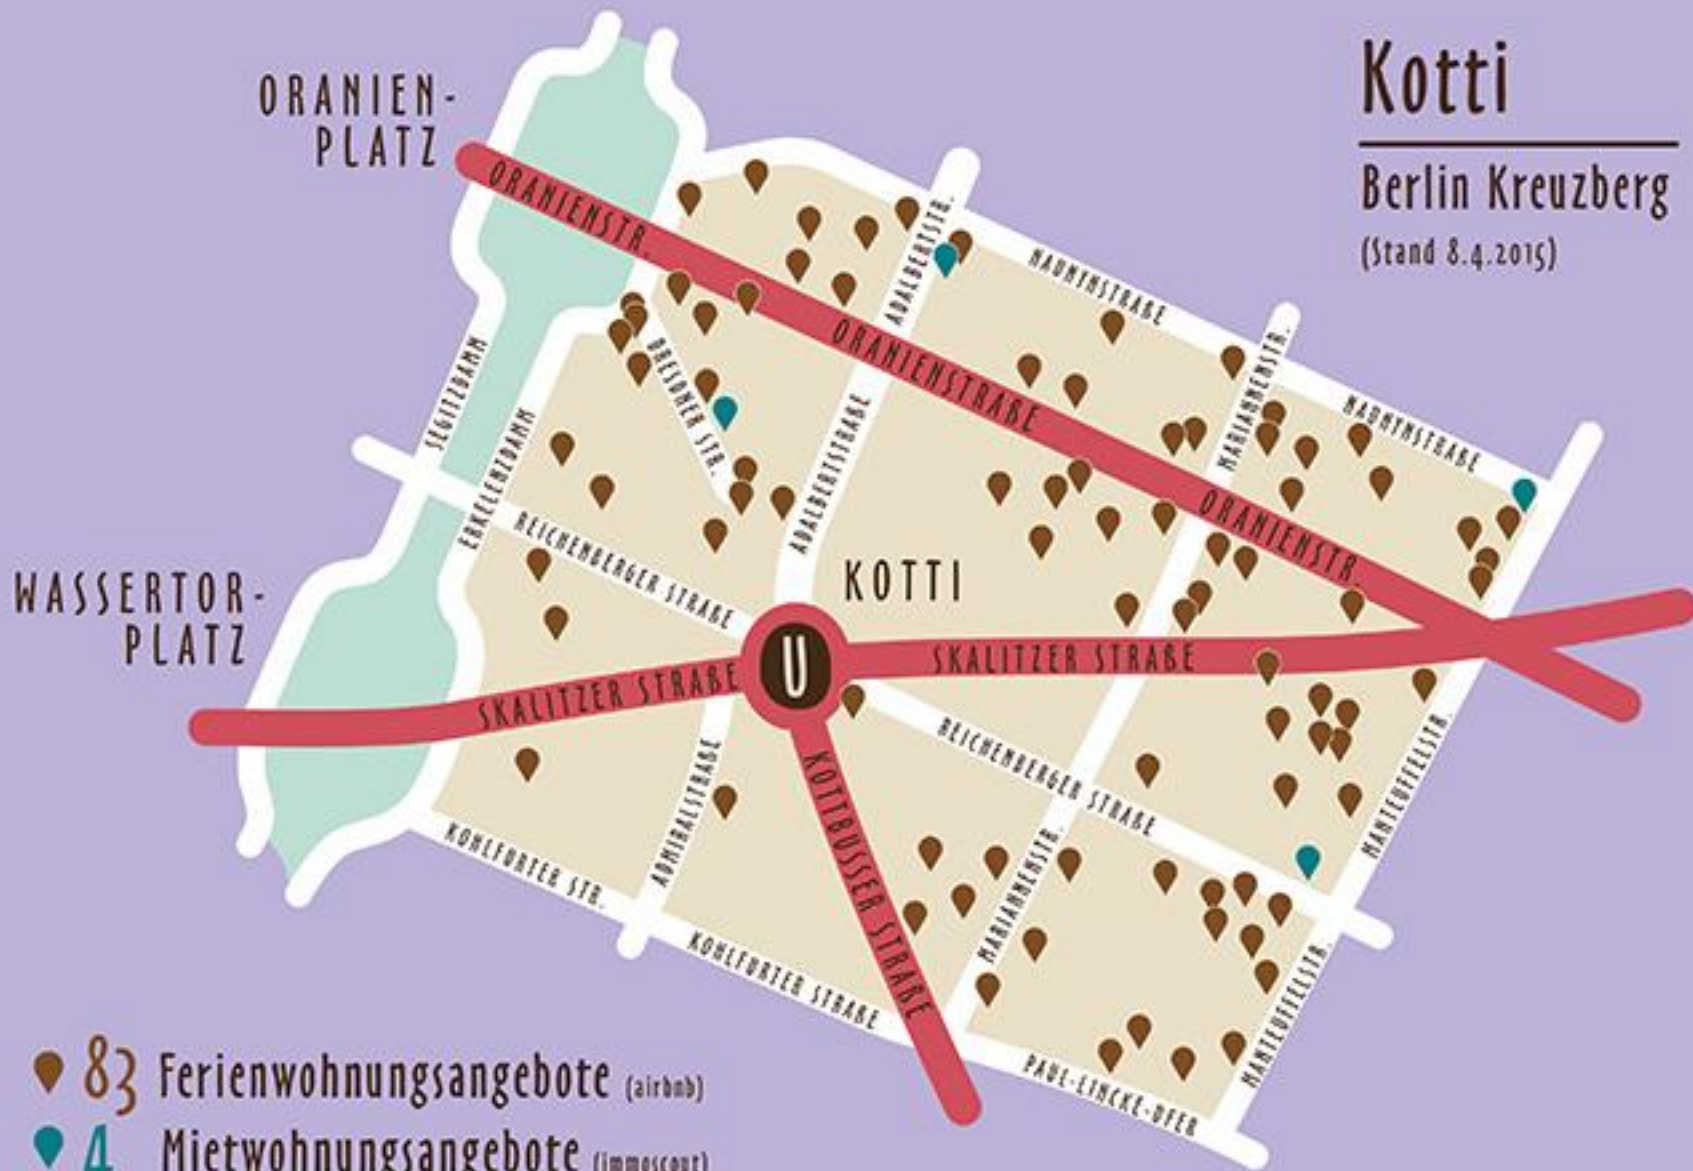 Kotti
Berlin Kreuzberg
(Stand 8.4.2015)
ORANIEN-
PLATZ
ORANIENSTR.
ADALBERTSTR.
NAUNYNSTRAßE
ORANIENSTRAßE
MARIANNENSTR.
NAUNYNSTRAßE
SEGITZDAMM
DRESDNER STR.
ADALBERTSTRAßE
ERKELENZDAMM
ORANIENSTR.
REICHENBERGER STRAßE
KOTTI
WASSERTOR-
PLATZ
U
SKALITZER STRAßE
SKALITZER STRAßE
REICHENBERGER STRAßE
ADMIRALSTRAßE
KOTTBUSSER STRAßE
MANTEUFFELSTR.
KOHLFURTER STR.
MARIANNENSTR.
KOHLFURTER STRAßE
MANTEUFFELSTR.
PAUL-LINCKE-UFER
83 Ferienwohnungsangebote (airbnb)
4 Mietwohnungsangebote (immoscout)